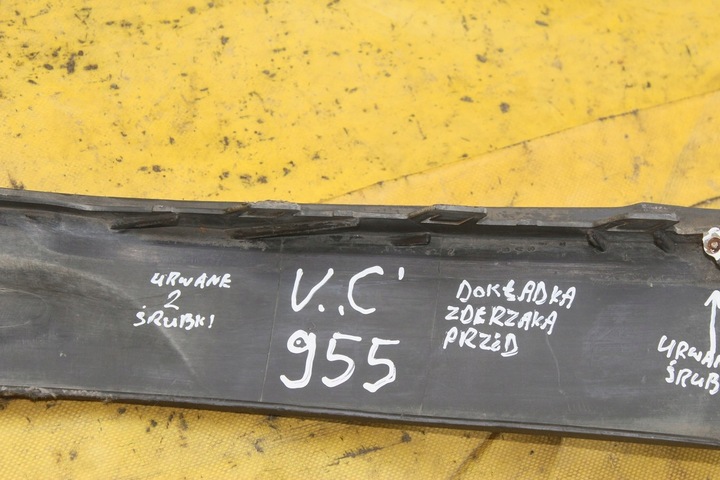 URWANE
2
ŚRUBKI
V..C'
955
DOKŁADKA
ZDERZAKA
PRZÓD
URWAN
ŚRUB